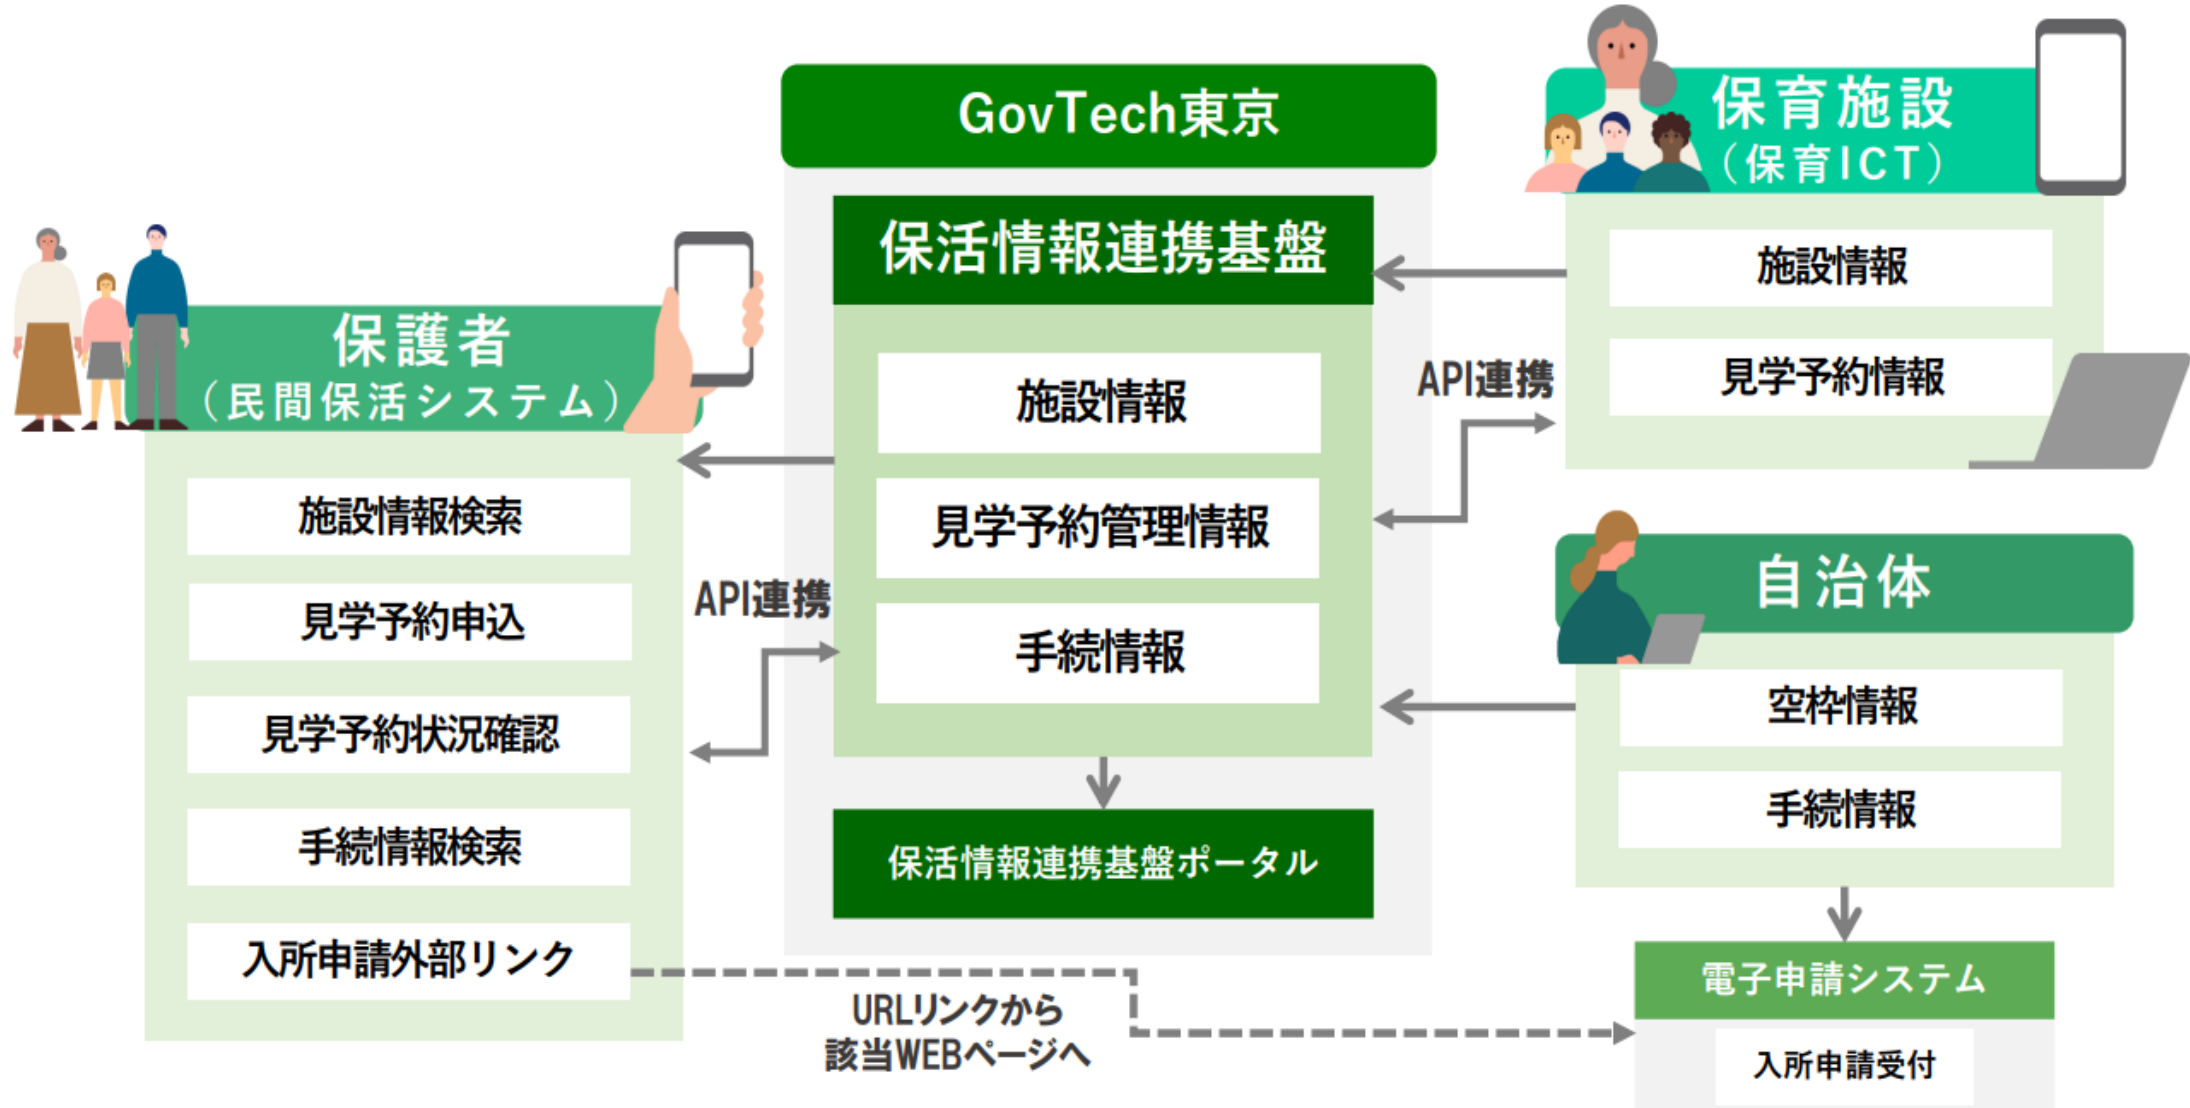 GovTech東京
保活情報連携基盤
施設情報
見学予約管理情報
手続情報
保活情報連携基盤ポータル
保護者
（民間保活システム）
施設情報検索
見学予約申込
見学予約状況確認
手続情報検索
入所申請外部リンク
API連携
API連携
保育施設
（保育ICT）
施設情報
見学予約情報
自治体
空枠情報
手続情報
電子申請システム
入所申請受付
URLリンクから
該当WEBページへ